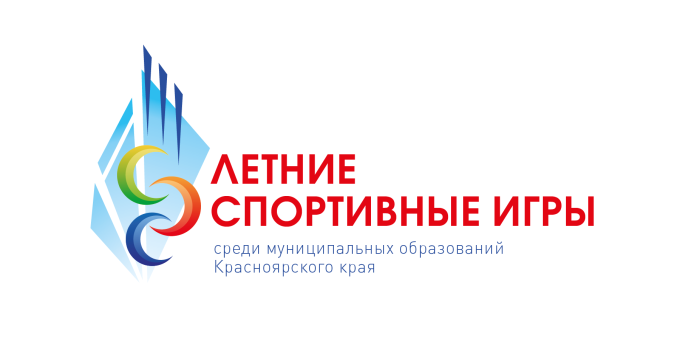 ЛЕТНИЕ
СПОРТИВНЫЕ ИГРЫ
среди муниципальных образований
Красноярского края